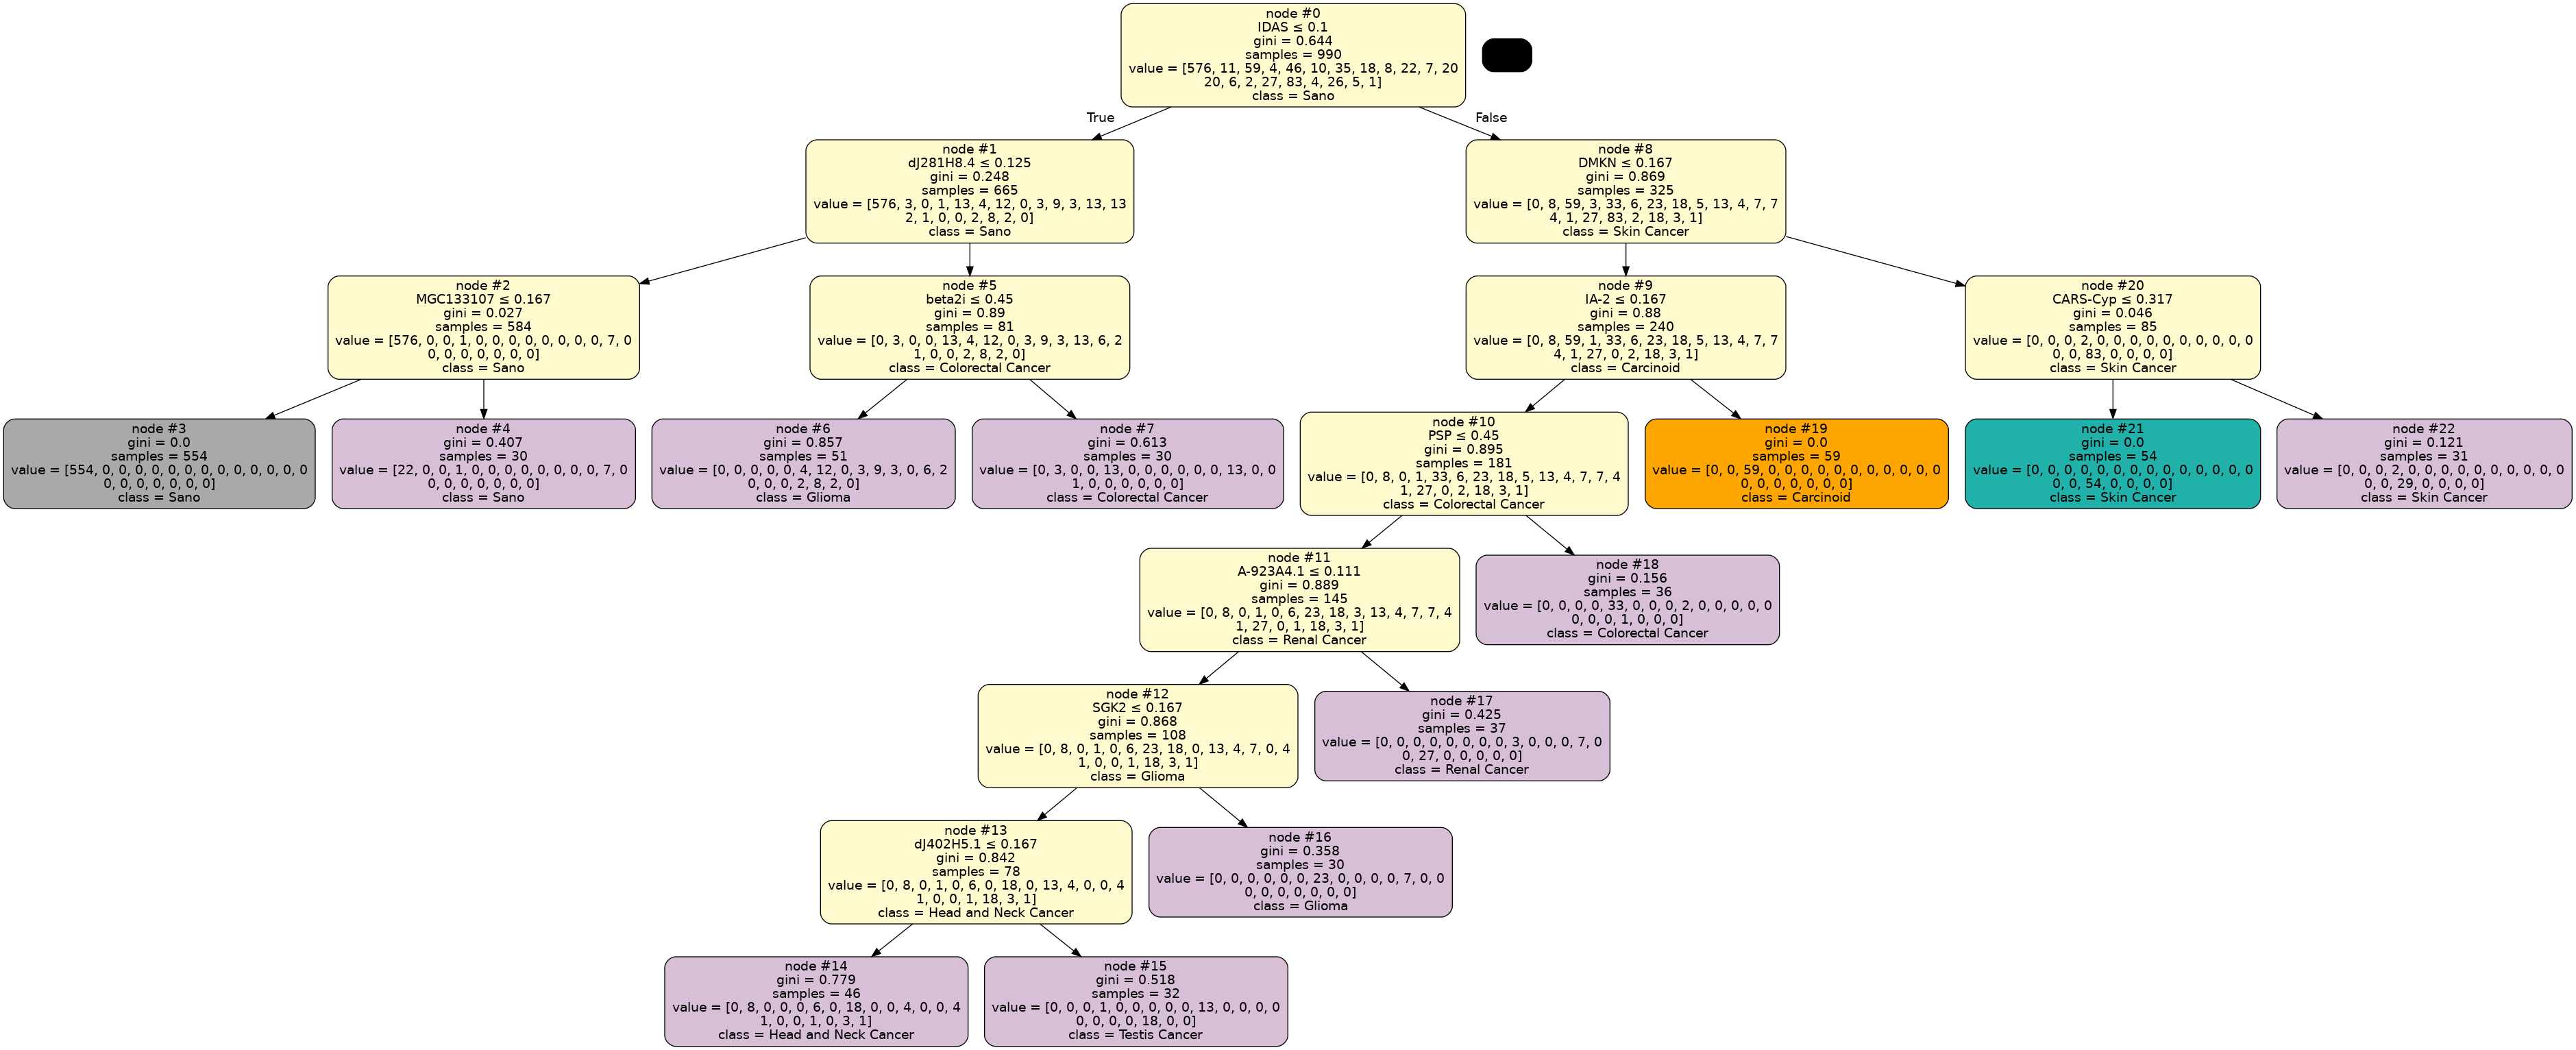 node #0
IDAS ≤ 0.1
gini = 0.644
samples = 990
value = [576, 11, 59, 4, 46, 10, 35, 18, 8, 22, 7, 20
20, 6, 2, 27, 83, 4, 26, 5, 1]
class = Sano
True
False
node #1
dJ281H8.4 ≤ 0.125
gini = 0.248
samples = 665
value = [576, 3, 0, 1, 13, 4, 12, 0, 3, 9, 3, 13, 13
2, 1, 0, 0, 2, 8, 2, 0]
class = Sano
node #8
DMKN ≤ 0.167
gini = 0.869
samples = 325
value = [0, 8, 59, 3, 33, 6, 23, 18, 5, 13, 4, 7, 7
4, 1, 27, 83, 2, 18, 3, 1]
class = Skin Cancer
node #2
MGC133107 ≤ 0.167
gini = 0.027
samples = 584
value = [576, 0, 0, 1, 0, 0, 0, 0, 0, 0, 0, 0, 7, 0
0, 0, 0, 0, 0, 0, 0]
class = Sano
node #5
beta2i ≤ 0.45
gini = 0.89
samples = 81
value = [0, 3, 0, 0, 13, 4, 12, 0, 3, 9, 3, 13, 6, 2
1, 0, 0, 2, 8, 2, 0]
class = Colorectal Cancer
node #9
IA-2 ≤ 0.167
gini = 0.88
samples = 240
value = [0, 8, 59, 1, 33, 6, 23, 18, 5, 13, 4, 7, 7
4, 1, 27, 0, 2, 18, 3, 1]
class = Carcinoid
node #20
CARS-Cyp ≤ 0.317
gini = 0.046
samples = 85
value = [0, 0, 0, 2, 0, 0, 0, 0, 0, 0, 0, 0, 0, 0
0, 0, 83, 0, 0, 0, 0]
class = Skin Cancer
node #3
gini = 0.0
samples = 554
value = [554, 0, 0, 0, 0, 0, 0, 0, 0, 0, 0, 0, 0, 0
0, 0, 0, 0, 0, 0, 0]
class = Sano
node #4
gini = 0.407
samples = 30
value = [22, 0, 0, 1, 0, 0, 0, 0, 0, 0, 0, 0, 7, 0
0, 0, 0, 0, 0, 0, 0]
class = Sano
node #6
gini = 0.857
samples = 51
value = [0, 0, 0, 0, 0, 4, 12, 0, 3, 9, 3, 0, 6, 2
0, 0, 0, 2, 8, 2, 0]
class = Glioma
node #7
gini = 0.613
samples = 30
value = [0, 3, 0, 0, 13, 0, 0, 0, 0, 0, 0, 13, 0, 0
1, 0, 0, 0, 0, 0, 0]
class = Colorectal Cancer
node #10
PSP ≤ 0.45
gini = 0.895
samples = 181
value = [0, 8, 0, 1, 33, 6, 23, 18, 5, 13, 4, 7, 7, 4
1, 27, 0, 2, 18, 3, 1]
class = Colorectal Cancer
node #19
gini = 0.0
samples = 59
value = [0, 0, 59, 0, 0, 0, 0, 0, 0, 0, 0, 0, 0, 0
0, 0, 0, 0, 0, 0, 0]
class = Carcinoid
node #21
gini = 0.0
samples = 54
value = [0, 0, 0, 0, 0, 0, 0, 0, 0, 0, 0, 0, 0, 0
0, 0, 54, 0, 0, 0, 0]
class = Skin Cancer
node #22
gini = 0.121
samples = 31
value = [0, 0, 0, 2, 0, 0, 0, 0, 0, 0, 0, 0, 0, 0
0, 0, 29, 0, 0, 0, 0]
class = Skin Cancer
node #11
A-923A4.1 ≤ 0.111
gini = 0.889
samples = 145
value = [0, 8, 0, 1, 0, 6, 23, 18, 3, 13, 4, 7, 7, 4
1, 27, 0, 1, 18, 3, 1]
class = Renal Cancer
node #18
gini = 0.156
samples = 36
value = [0, 0, 0, 0, 33, 0, 0, 0, 2, 0, 0, 0, 0, 0
0, 0, 0, 1, 0, 0, 0]
class = Colorectal Cancer
node #12
SGK2 ≤ 0.167
gini = 0.868
samples = 108
value = [0, 8, 0, 1, 0, 6, 23, 18, 0, 13, 4, 7, 0, 4
1, 0, 0, 1, 18, 3, 1]
class = Glioma
node #17
gini = 0.425
samples = 37
value = [0, 0, 0, 0, 0, 0, 0, 0, 3, 0, 0, 0, 7, 0
0, 27, 0, 0, 0, 0, 0]
class = Renal Cancer
node #13
dJ402H5.1 ≤ 0.167
gini = 0.842
samples = 78
value = [0, 8, 0, 1, 0, 6, 0, 18, 0, 13, 4, 0, 0, 4
1, 0, 0, 1, 18, 3, 1]
class = Head and Neck Cancer
node #16
gini = 0.358
samples = 30
value = [0, 0, 0, 0, 0, 0, 23, 0, 0, 0, 0, 7, 0, 0
0, 0, 0, 0, 0, 0, 0]
class = Glioma
node #14
gini = 0.779
samples = 46
value = [0, 8, 0, 0, 0, 6, 0, 18, 0, 0, 4, 0, 0, 4
1, 0, 0, 1, 0, 3, 1]
class = Head and Neck Cancer
node #15
gini = 0.518
samples = 32
value = [0, 0, 0, 1, 0, 0, 0, 0, 0, 13, 0, 0, 0, 0
0, 0, 0, 0, 18, 0, 0]
class = Testis Cancer